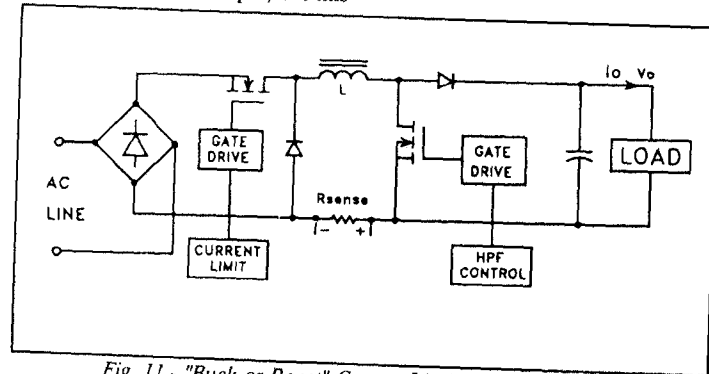 Io Vo
L
GATE
DRIVE
GATE
DRIVE
LOAD
AC
LINE
Rsense
- +
CURRENT
LIMIT
HPF
CONTROL
Fig. 11. "Buck or Boost"